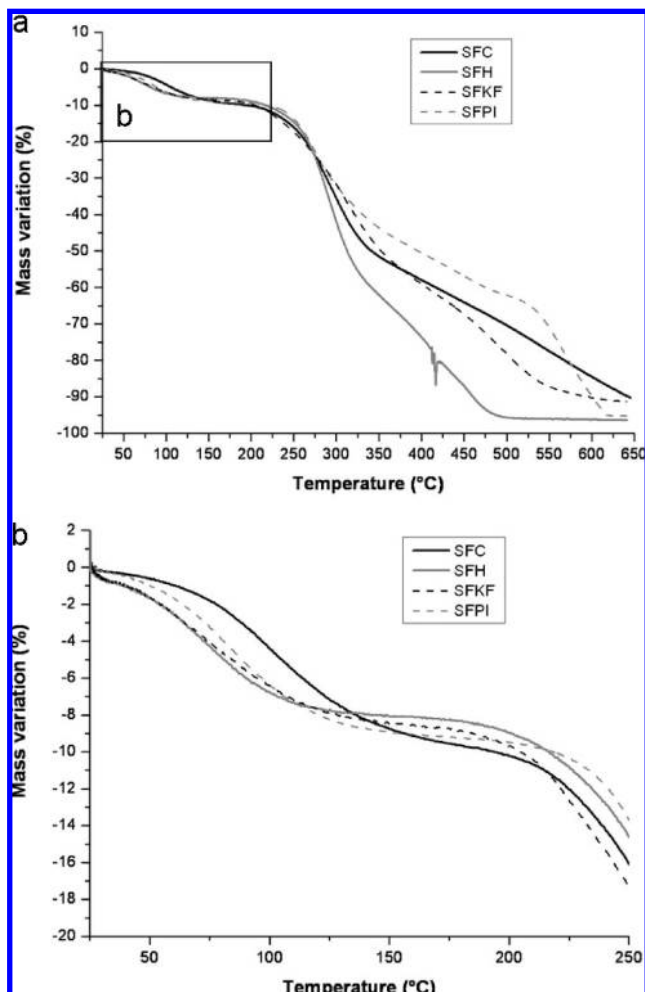 a
10
0
-10
-20
-30
-40
-50
-60
-70
-80
-90
-100
Mass variation (%)
b
SFC
SFH
SFKF
SFPI
50 100 150 200 250 300 350 400 450 500 550 600 650
Temperature (°C)
b
2
0
-2
-4
-6
-8
-10
-12
-14
-16
-18
-20
Mass variation (%)
SFC
SFH
SFKF
SFPI
50 100 150 200 250
Temperature (°C)